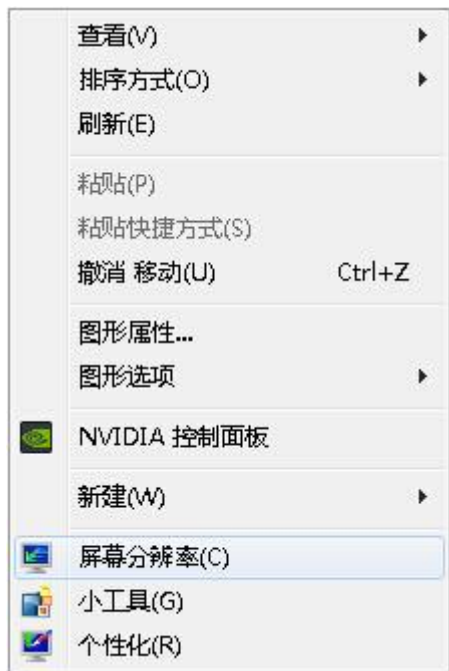 查看(V)
排序方式(O)
刷新(E)
粘贴(P)
粘贴快捷方式(S)
撤消 移动(U) Ctrl+Z
图形属性...
图形选项
NVIDIA 控制面板
新建(W)
屏幕分辨率(C)
小工具(G)
个性化(R)